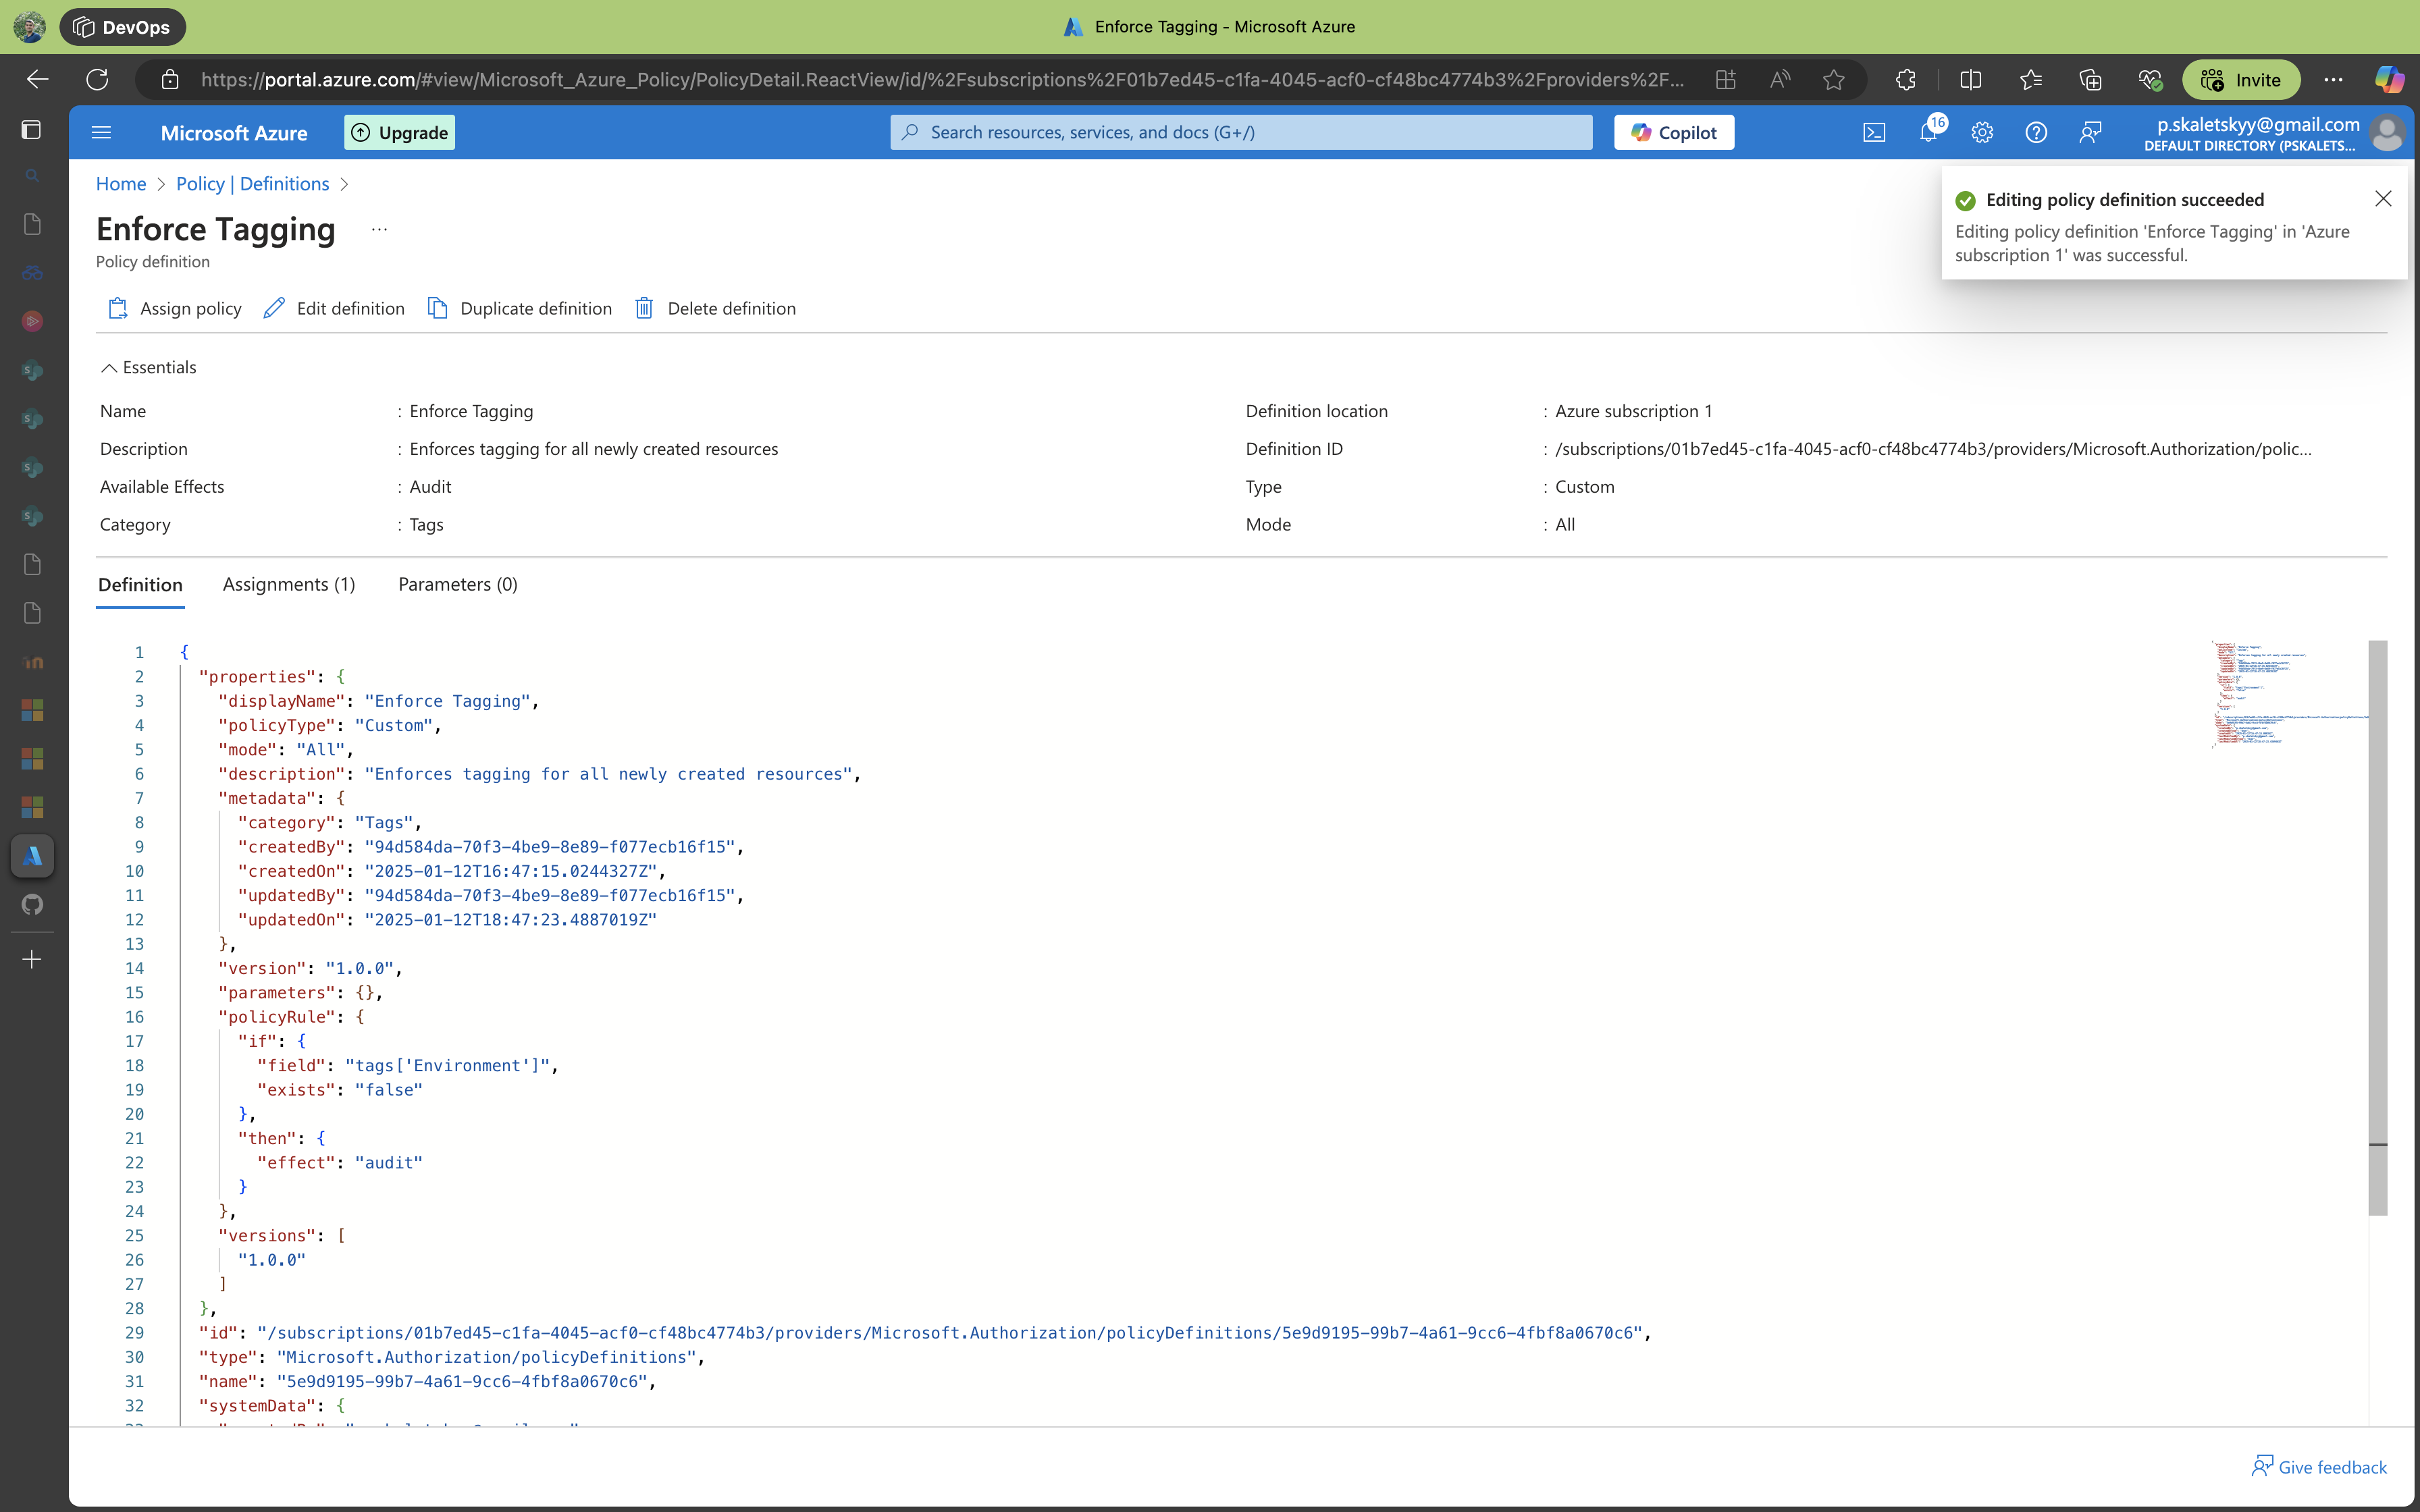 DevOps
Enforce Tagging - Microsoft Azure
https://portal.azure.com/#view/Microsoft_Azure_Policy/PolicyDetail.ReactView/id/%2Fsubscriptions%2F01b7ed45-c1fa-4045-acf0-cf48bc4774b3%2Fproviders%2F...
Invite
Microsoft Azure
Upgrade
Search resources, services, and docs (G+/)
Copilot
16
p.skaletskyy@gmail.com
DEFAULT DIRECTORY (PSKALETS...
Home > Policy | Definitions >
Editing policy definition succeeded
Editing policy definition 'Enforce Tagging' in 'Azure
subscription 1' was successful.
Enforce Tagging ...
Policy definition
Assign policy Edit definition Duplicate definition Delete definition
Essentials
Name : Enforce Tagging
Definition location : Azure subscription 1
Description : Enforces tagging for all newly created resources
Definition ID : /subscriptions/01b7ed45-c1fa-4045-acf0-cf48bc4774b3/providers/Microsoft.Authorization/polic...
Available Effects : Audit
Type : Custom
Category : Tags
Mode : All
Definition Assignments (1) Parameters (0)
1 {
2 "properties": {
3 "displayName": "Enforce Tagging",
4 "policyType": "Custom",
5 "mode": "All",
6 "description": "Enforces tagging for all newly created resources",
7 "metadata": {
8 "category": "Tags",
9 "createdBy": "94d584da-70f3-4be9-8e89-f077ecb16f15",
10 "createdOn": "2025-01-12T16:47:15.0244327Z",
11 "updatedBy": "94d584da-70f3-4be9-8e89-f077ecb16f15",
12 "updatedOn": "2025-01-12T18:47:23.4887019Z"
13 },
14 "version": "1.0.0",
15 "parameters": {},
16 "policyRule": {
17 "if": {
18 "field": "tags['Environment']",
19 "exists": "false"
20 },
21 "then": {
22 "effect": "audit"
23 }
24 },
25 "versions": [
26 "1.0.0"
27 ]
28 },
29 "id": "/subscriptions/01b7ed45-c1fa-4045-acf0-cf48bc4774b3/providers/Microsoft.Authorization/policyDefinitions/5e9d9195-99b7-4a61-9cc6-4fbf8a0670c6",
30 "type": "Microsoft.Authorization/policyDefinitions",
31 "name": "5e9d9195-99b7-4a61-9cc6-4fbf8a0670c6",
32 "systemData": {
Give feedback